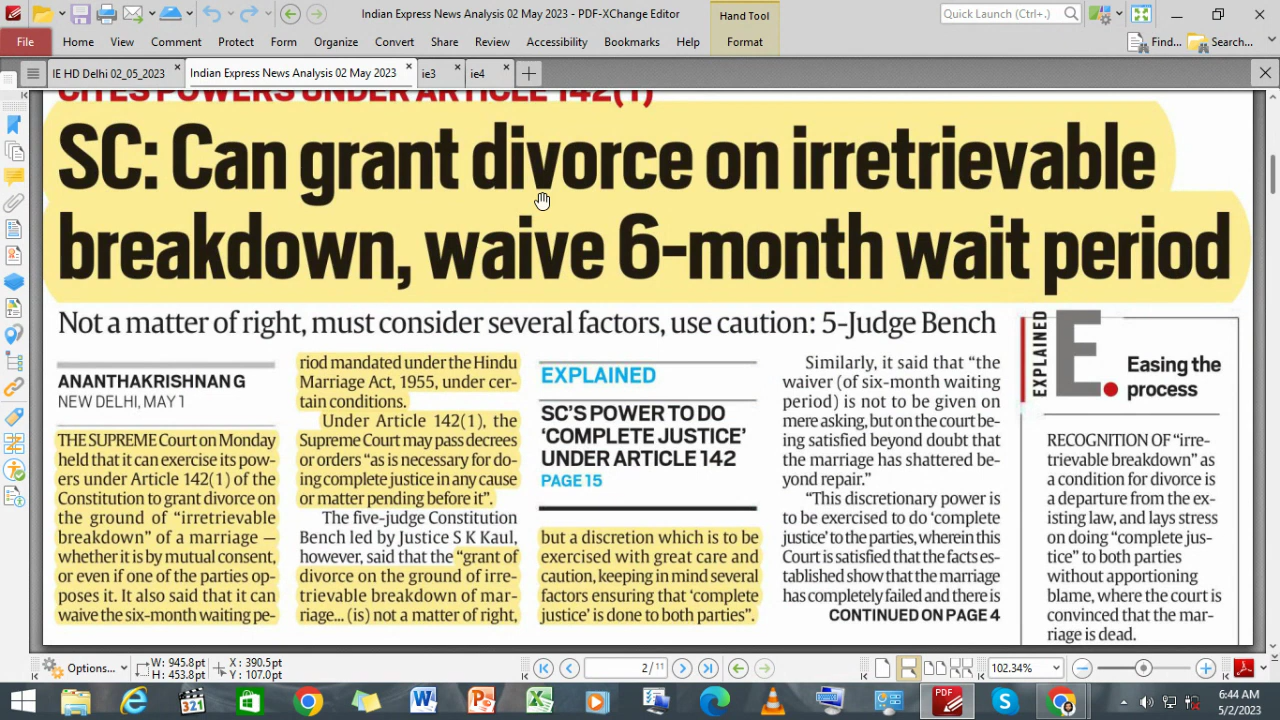 Indian Express News Analysis 02 May 2023 - PDF-XChange Editor
Hand Tool
Quick Launch (Ctrl+.)
File
Home
View
Comment
Protect
Form
Organize
Convert
Share
Review
Accessibility
Bookmarks
Help
Format
Find...
Search...
IE HD Delhi 02_05_2023
Indian Express News Analysis 02 May 2023
ie3
ie4
CITES POWERS UNDER ARTICLE 142(1)
SC: Can grant divorce on irretrievable
breakdown, waive 6-month wait period
Not a matter of right, must consider several factors, use caution: 5-Judge Bench
ANANTHAKRISHNAN G
NEW DELHI, MAY 1
THE SUPREME Court on Monday
held that it can exercise its pow-
ers under Article 142(1) of the
Constitution to grant divorce on
the ground of “irretrievable
breakdown” of a marriage —
whether it is by mutual consent,
or even if one of the parties op-
poses it. It also said that it can
waive the six-month waiting pe-
riod mandated under the Hindu
Marriage Act, 1955, under cer-
tain conditions.
Under Article 142(1), the
Supreme Court may pass decrees
or orders “as is necessary for do-
ing complete justice in any cause
or matter pending before it”.
The five-judge Constitution
Bench led by Justice S K Kaul,
however, said that the “grant of
divorce on the ground of irre-
trievable breakdown of mar-
riage... (is) not a matter of right,
EXPLAINED
SC’S POWER TO DO
‘COMPLETE JUSTICE’
UNDER ARTICLE 142
PAGE 15
but a discretion which is to be
exercised with great care and
caution, keeping in mind several
factors ensuring that ‘complete
justice’ is done to both parties”.
Similarly, it said that “the
waiver (of six-month waiting
period) is not to be given on
mere asking, but on the court be-
ing satisfied beyond doubt that
the marriage has shattered be-
yond repair.”
“This discretionary power is
to be exercised to do ‘complete
justice’ to the parties, wherein this
Court is satisfied that the facts es-
tablished show that the marriage
has completely failed and there is
CONTINUED ON PAGE 4
EXPLAINED
E.
Easing the
process
RECOGNITION OF “irre-
trievable breakdown” as
a condition for divorce is
a departure from the ex-
isting law, and lays stress
on doing “complete jus-
tice” to both parties
without apportioning
blame, where the court is
convinced that the mar-
riage is dead.
Options...
W: 945.8pt
H: 453.8pt
X: 390.5pt
Y: 107.0pt
2/11
102.34%
321
PDF
6:44 AM
5/2/2023